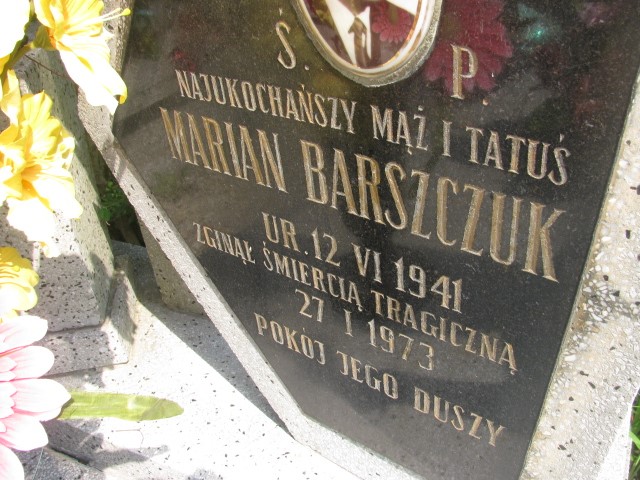 Ś. P.
NAJUKOCHAŃSZY MĄŻ I TATUŚ
MARIAN BARSZCZUK
UR. 12 VI 1941
ZGINĄŁ ŚMIERCIĄ TRAGICZNĄ
27 I 1973
POKÓJ JEGO DUSZY